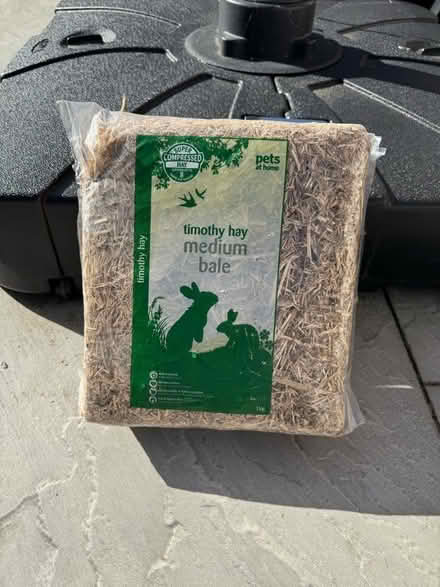 SUPER
COMPRESSED
HAY
pets
at home
timothy hay
timothy hay
medium
bale